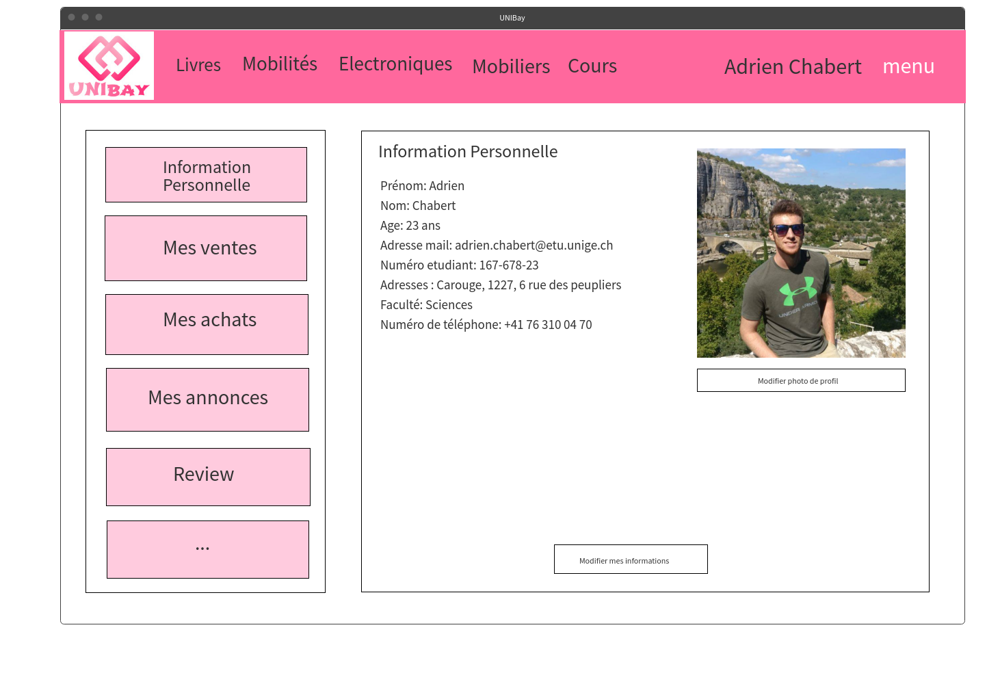 UNIBay
UNIBAY
Livres Mobilités Electroniques Mobiliers Cours Adrien Chabert menu
Information
Personnelle
Mes ventes
Mes achats
Mes annonces
Review
...
Information Personnelle
Prénom: Adrien
Nom: Chabert
Age: 23 ans
Adresse mail: adrien.chabert@etu.unige.ch
Numéro etudiant: 167-678-23
Adresses : Carouge, 1227, 6 rue des peupliers
Faculté: Sciences
Numéro de téléphone: +41 76 310 04 70
UNDER ARMO
Modifier photo de profil
Modifier mes informations